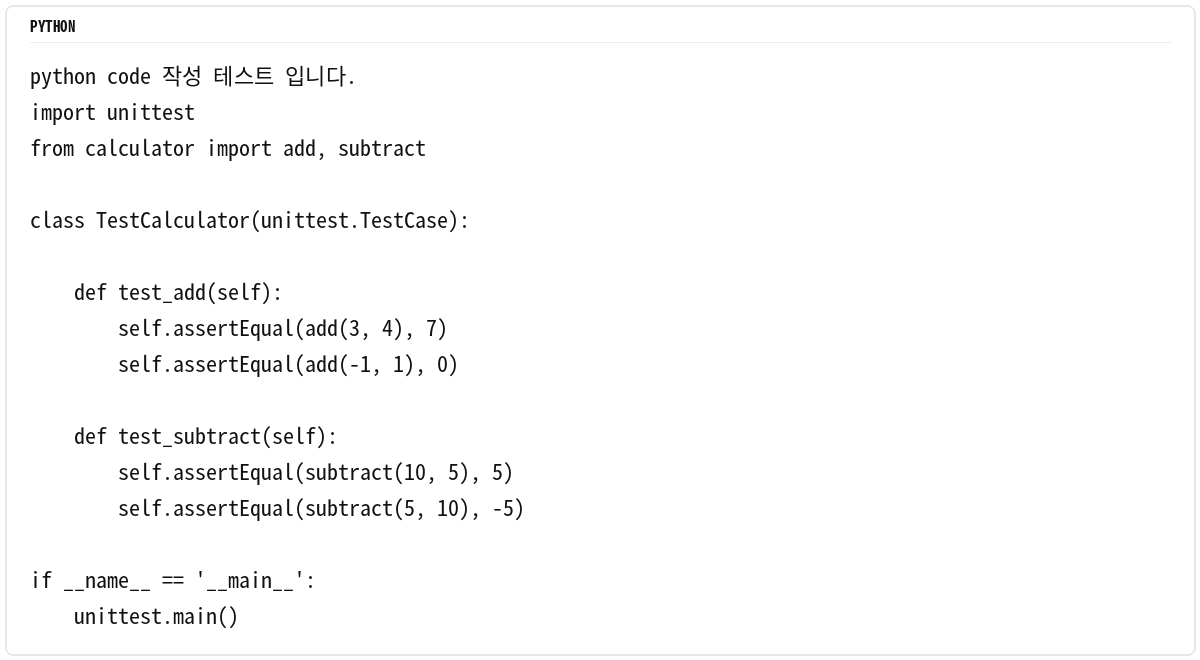 PYTHON
python code 작성 테스트 입니다.
import unittest
from calculator import add, subtract
class TestCalculator(unittest.TestCase):
    def test_add(self):
        self.assertEqual(add(3, 4), 7)
        self.assertEqual(add(-1, 1), 0)
    def test_subtract(self):
        self.assertEqual(subtract(10, 5), 5)
        self.assertEqual(subtract(5, 10), -5)
if __name__ == '__main__':
    unittest.main()